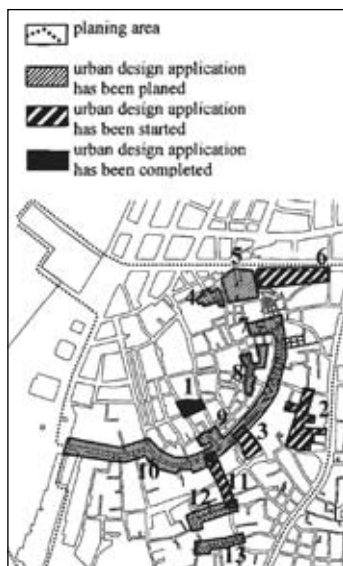 planing area
urban design application
has been planed
urban design application
has been started
urban design application
has been completed
5
6
4
8
1
2
9
3
10
11
12
13